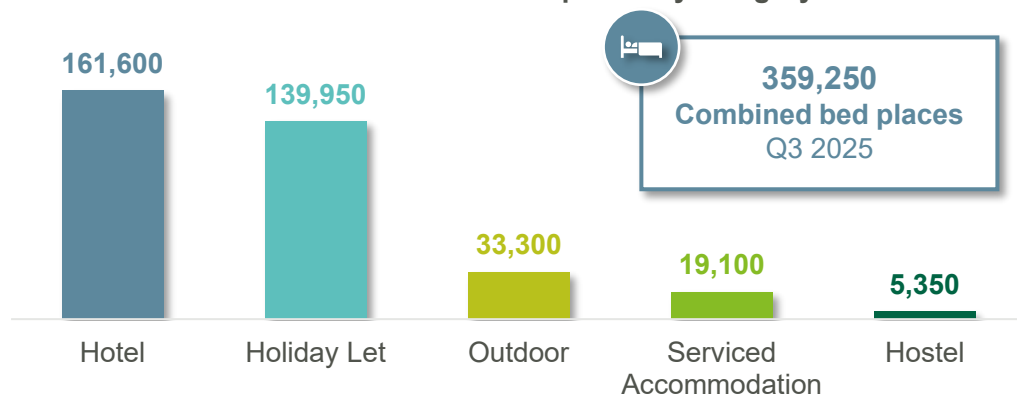 161,600
139,950
33,300
19,100
5,350
359,250
Combined bed places
Q3 2025
Hotel
Holiday Let
Outdoor
Serviced
Accommodation
Hostel